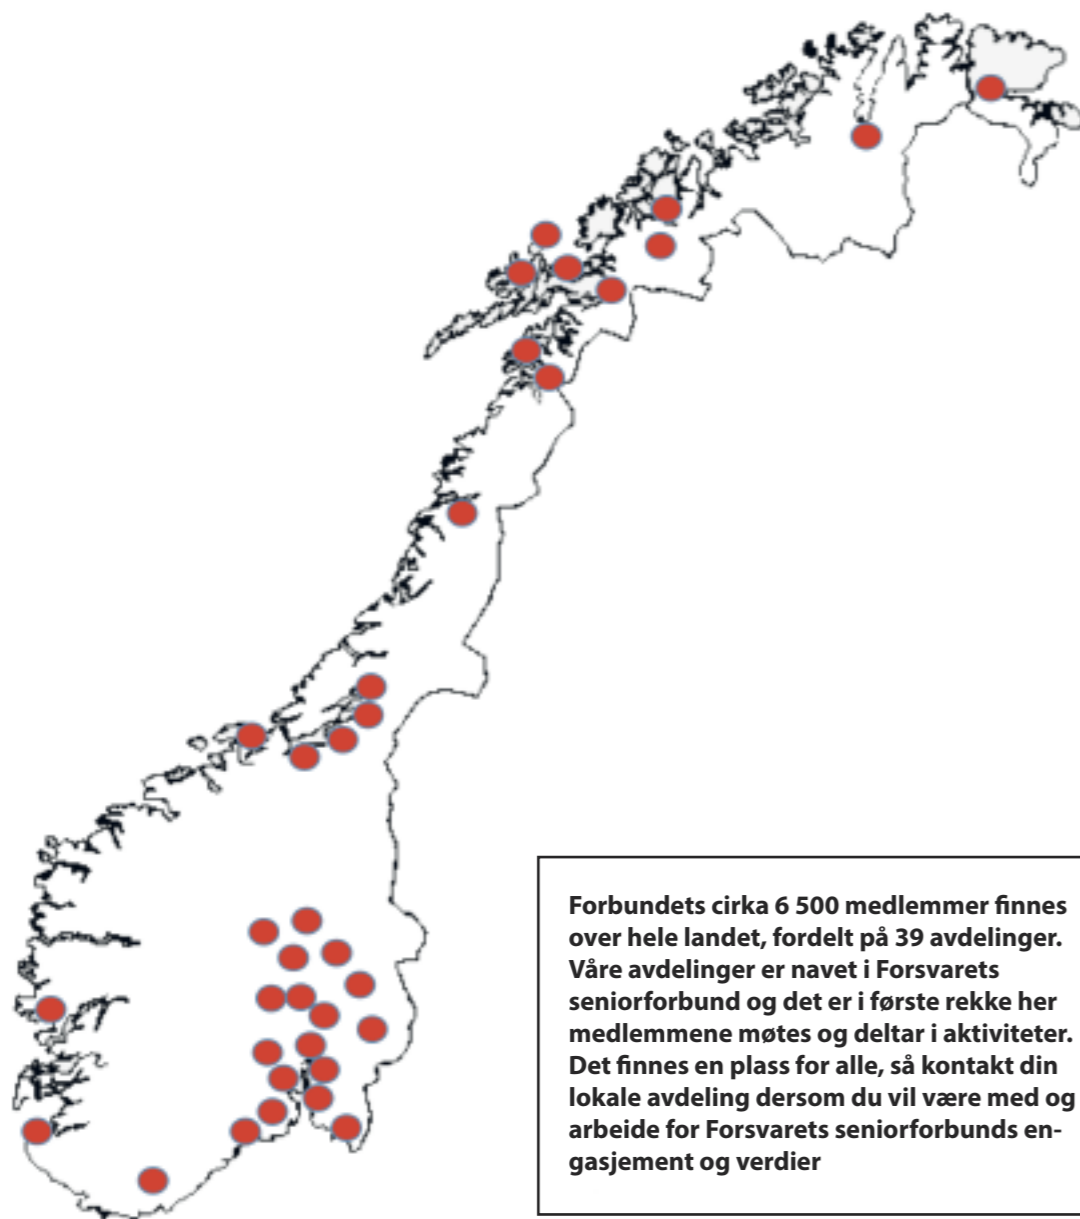 Forbundets cirka 6 500 medlemmer finnes
over hele landet, fordelt på 39 avdelinger.
Våre avdelinger er navet i Forsvarets
seniorforbund og det er i første rekke her
medlemmene møtes og deltar i aktiviteter.
Det finnes en plass for alle, så kontakt din
lokale avdeling dersom du vil være med og
arbeide for Forsvarets seniorforbunds en-
gasjement og verdier